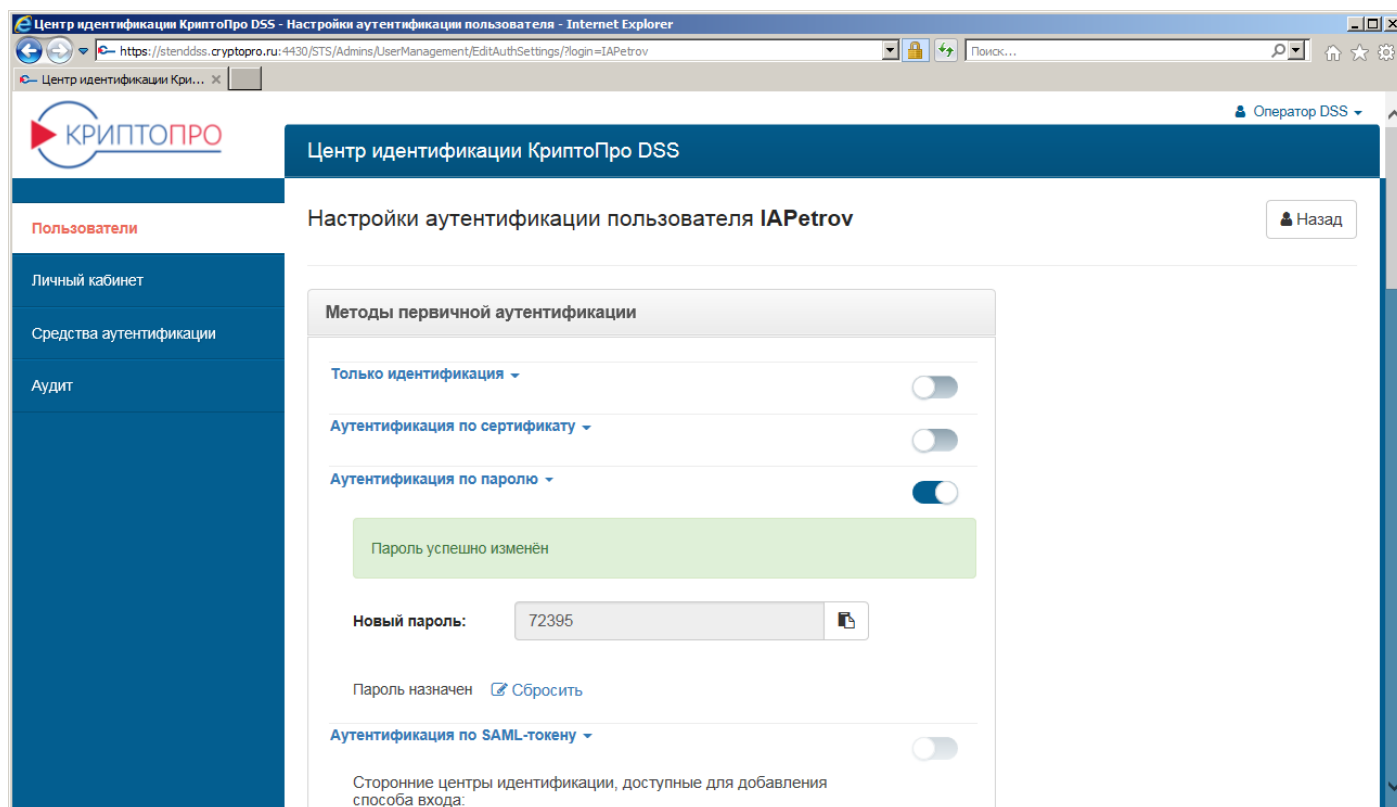 Центр идентификации КриптоПро DSS - Настройки аутентификации пользователя - Internet Explorer
https://stenddss.cryptopro.ru:4430/STS/Admins/UserManagement/EditAuthSettings/?login=IAPetrov
Поиск...
Центр идентификации Кри...
КРИПТОПРО
Оператор DSS
Центр идентификации КриптоПро DSS
Пользователи
Личный кабинет
Средства аутентификации
Аудит
Настройки аутентификации пользователя IAPetrov
Назад
Методы первичной аутентификации
Только идентификация
Аутентификация по сертификату
Аутентификация по паролю
Пароль успешно изменён
Новый пароль: 72395
Пароль назначен Сбросить
Аутентификация по SAML-токену
Сторонние центры идентификации, доступные для добавления
способа входа: